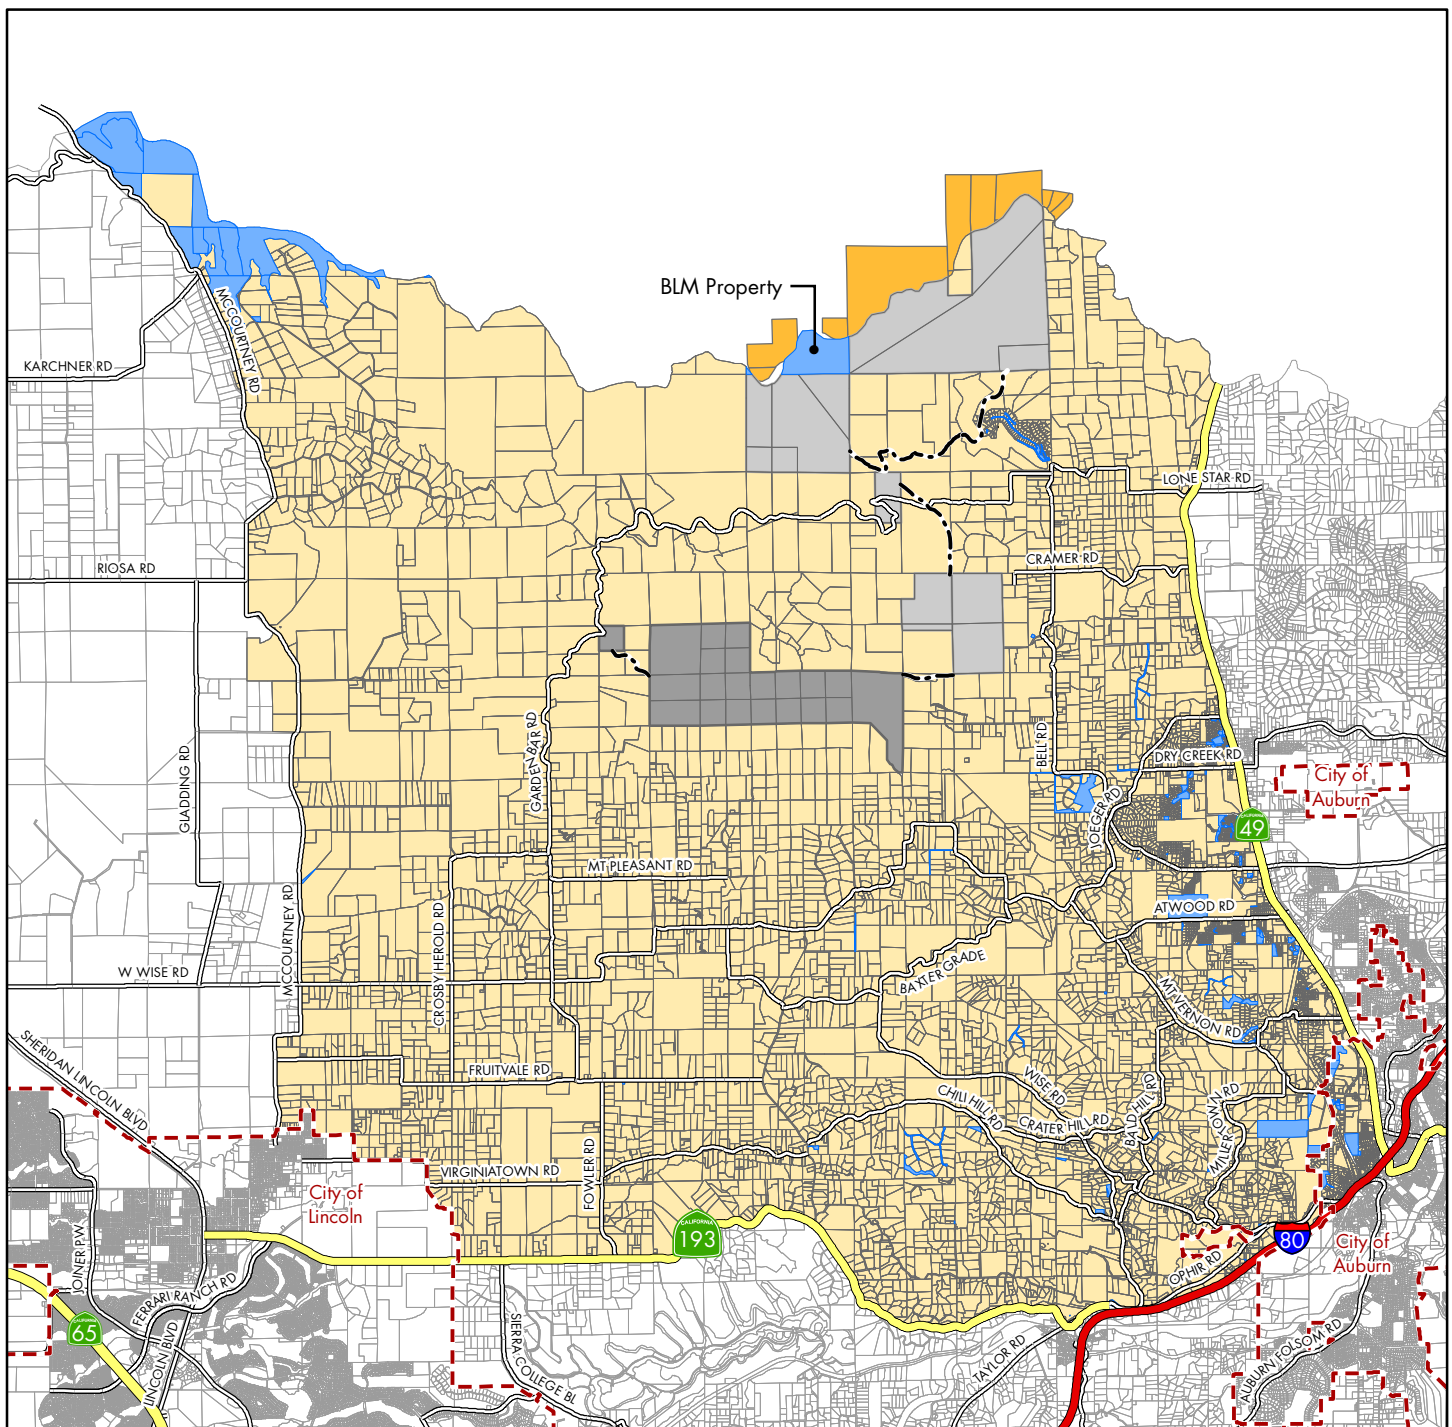 BLM Property
MCCOURTNEY RD
KARCHNER RD
LONE STAR RD
CRAMER RD
RIOSA RD
GLADDING RD
GARDEN BAR RD
BELL RD
DRY CREEK RD
City of
Auburn
JOEGER RD
CALIFORNIA
49
MT PLEASANT RD
MCCOURTNEY RD
CROSBY HEROLD RD
ATWOOD RD
W WISE RD
BAXTER GRADE
MT VERNON RD
SHERIDAN LINCOLN BLVD
FRUITVALE RD
WISE RD
CHILI HILL RD
CRATER HILL RD
BALD HILL RD
MILLERTOWN RD
VIRGINIATOWN RD
FOWLER RD
City of
Lincoln
CALIFORNIA
193
80
City of
Auburn
OPHIR RD
JOINER PW
FERRARI RANCH RD
CALIFORNIA
65
LINCOLN BLVD
SIERRA COLLEGE BL
TAYLOR RD
AUBURN FOLSOM RD